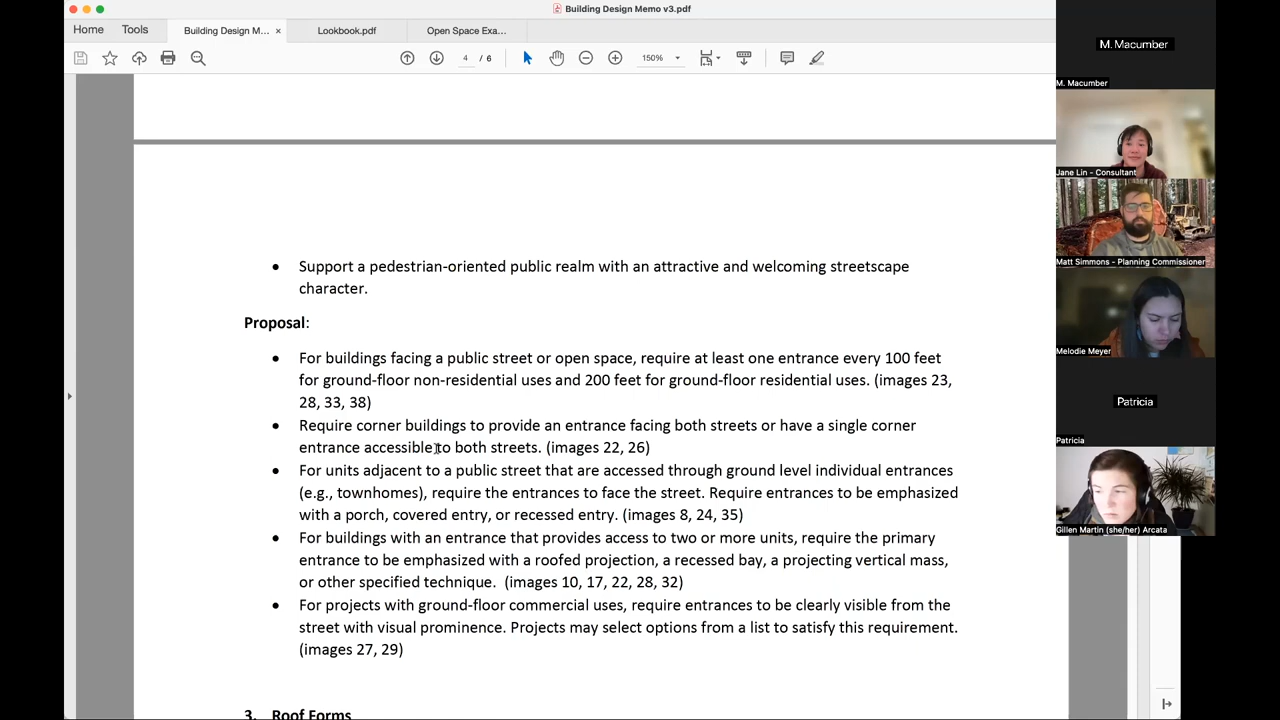 Building Design Memo v3.pdf
Home Tools Building Design M... × Lookbook.pdf Open Space Exa...
4 / 6 150%
• Support a pedestrian-oriented public realm with an attractive and welcoming streetscape
character.
Proposal:
• For buildings facing a public street or open space, require at least one entrance every 100 feet
for ground-floor non-residential uses and 200 feet for ground-floor residential uses. (images 23,
28, 33, 38)
• Require corner buildings to provide an entrance facing both streets or have a single corner
entrance accessible to both streets. (images 22, 26)
• For units adjacent to a public street that are accessed through ground level individual entrances
(e.g., townhomes), require the entrances to face the street. Require entrances to be emphasized
with a porch, covered entry, or recessed entry. (images 8, 24, 35)
• For buildings with an entrance that provides access to two or more units, require the primary
entrance to be emphasized with a roofed projection, a recessed bay, a projecting vertical mass,
or other specified technique.  (images 10, 17, 22, 28, 32)
• For projects with ground-floor commercial uses, require entrances to be clearly visible from the
street with visual prominence. Projects may select options from a list to satisfy this requirement.
(images 27, 29)
3. Roof Forms
M. Macumber
M. Macumber
Jane Lin - Consultant
Matt Simmons - Planning Commissioner
Melodie Meyer
Patricia
Patricia
Gillen Martin (she/her) Arcata